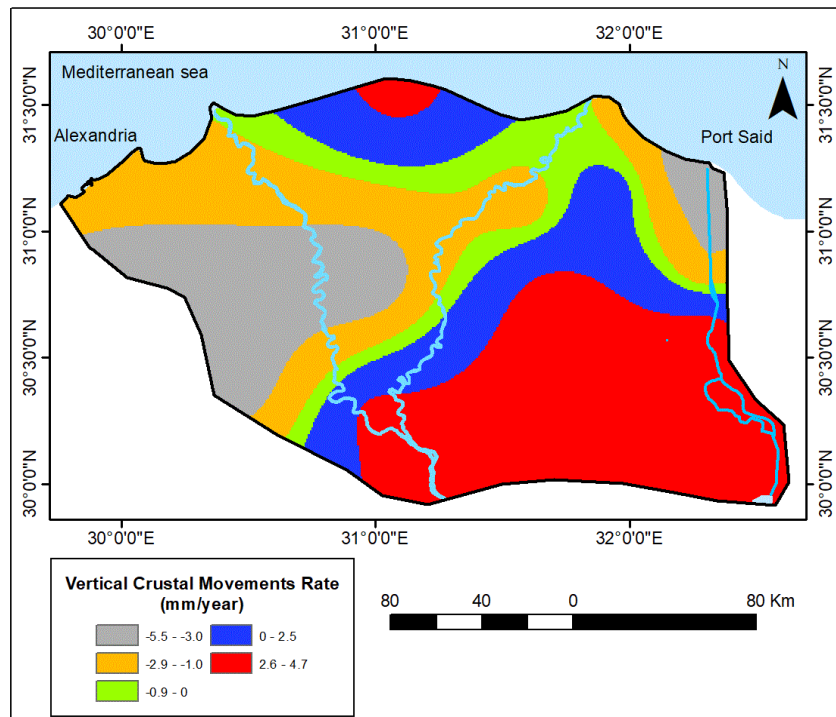 30°0'0"E 31°0'0"E 32°0'0"E
Mediterranean sea
N
31°30'0"N 31°30'0"N
Alexandria
Port Said
31°0'0"N 31°0'0"N
30°30'0"N 30°30'0"N
30°0'0"N 30°0'0"N
30°0'0"E 31°0'0"E 32°0'0"E
Vertical Crustal Movements Rate
(mm/year)
-5.5 - -3.0 0 - 2.5
-2.9 - -1.0 2.6 - 4.7
-0.9 - 0
80 40 0 80 Km